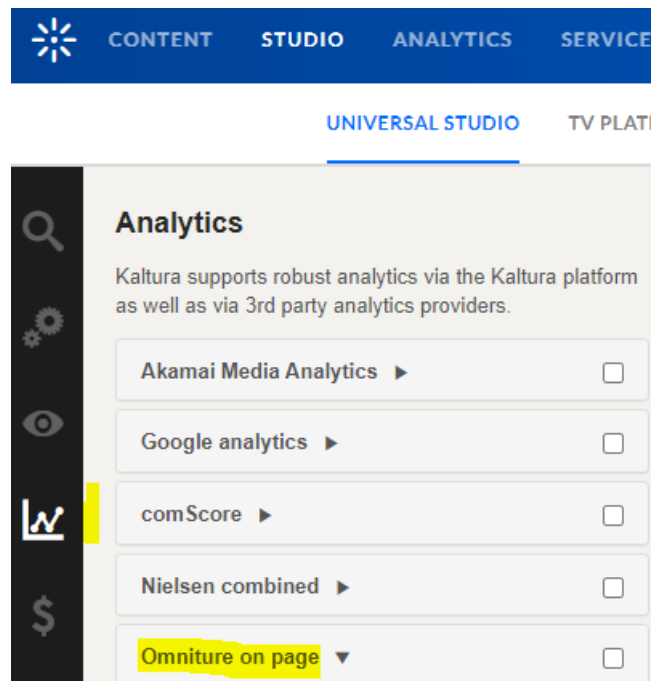 CONTENT STUDIO ANALYTICS SERVICE
UNIVERSAL STUDIO TV PLAT
Analytics
Kaltura supports robust analytics via the Kaltura platform
as well as via 3rd party analytics providers.
Akamai Media Analytics
Google analytics
comScore
Nielsen combined
Omniture on page